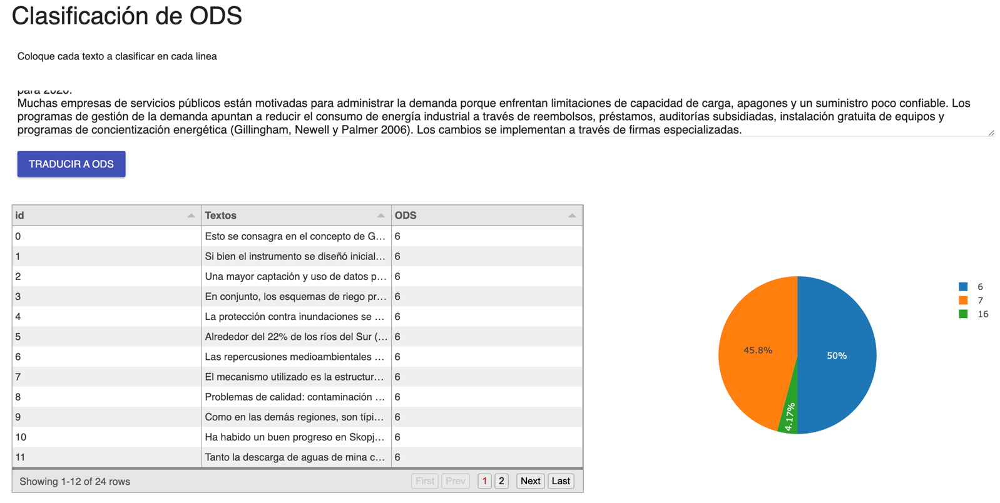 Clasificación de ODS
Coloque cada texto a clasificar en cada linea
para 2020.
Muchas empresas de servicios públicos están motivadas para administrar la demanda porque enfrentan limitaciones de capacidad de carga, apagones y un suministro poco confiable. Los
programas de gestión de la demanda apuntan a reducir el consumo de energía industrial a través de reembolsos, préstamos, auditorías subsidiadas, instalación gratuita de equipos y
programas de concientización energética (Gillingham, Newell y Palmer 2006). Los cambios se implementan a través de firmas especializadas.
TRADUCIR A ODS
id Textos ODS
0 Esto se consagra en el concepto de G... 6
1 Si bien el instrumento se diseñó inicial... 6
2 Una mayor captación y uso de datos p... 6
3 En conjunto, los esquemas de riego pr... 6
4 La protección contra inundaciones se ... 6
5 Alrededor del 22% de los ríos del Sur (... 6
6 Las repercusiones medioambientales ... 6
7 El mecanismo utilizado es la estructur... 6
8 Problemas de calidad: contaminación ... 6
9 Como en las demás regiones, son típi... 6
10 Ha habido un buen progreso en Skopj... 6
11 Tanto la descarga de aguas de mina c... 6
Showing 1-12 of 24 rows First Prev 1 2 Next Last
6
7
16
45.8%
50%
4.17%